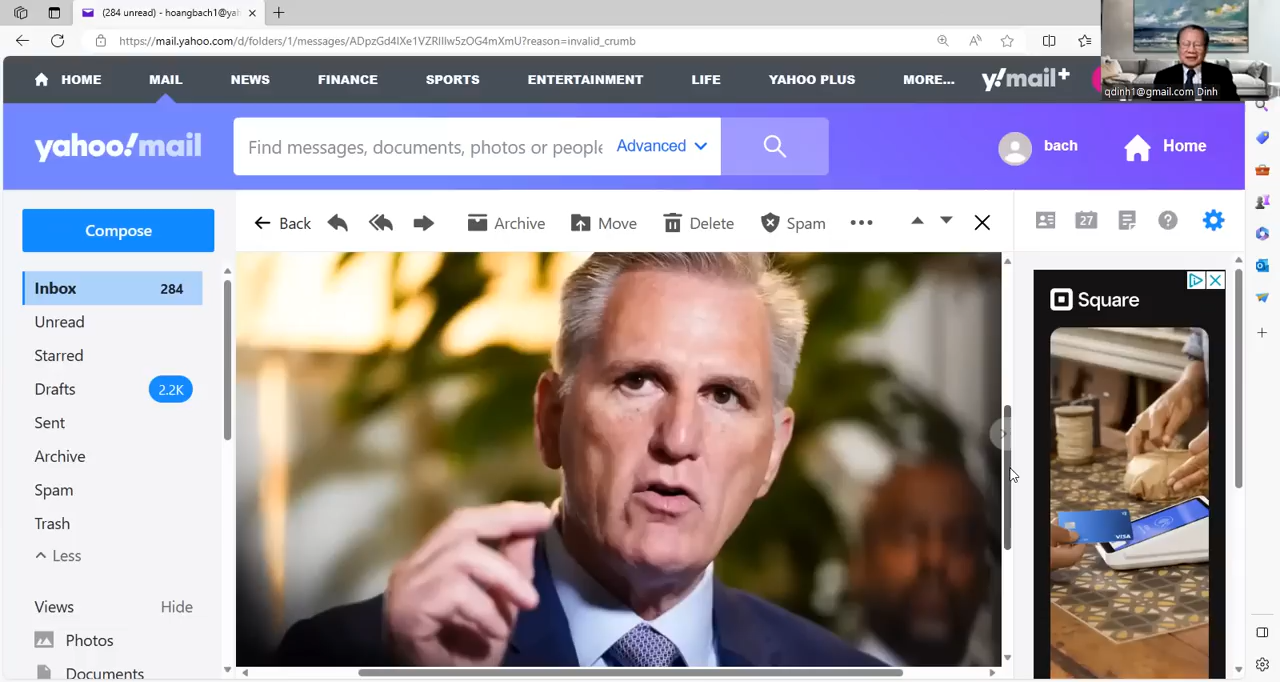 (284 unread) - hoangbach1@yah
https://mail.yahoo.com/d/folders/1/messages/ADpzGd4IXe1VZRIIIw5zOG4mXmU?reason=invalid_crumb
HOME MAIL NEWS FINANCE SPORTS ENTERTAINMENT LIFE YAHOO PLUS MORE... y!mail+
qdinh1@gmail.com Dinh
yahoo!mail
Find messages, documents, photos or people
Advanced
bach
Home
Compose
Back Archive Move Delete Spam
27
Inbox 284
Unread
Starred
Drafts 2.2K
Sent
Archive
Spam
Trash
Less
Views Hide
Photos
Documents
Square
VISA